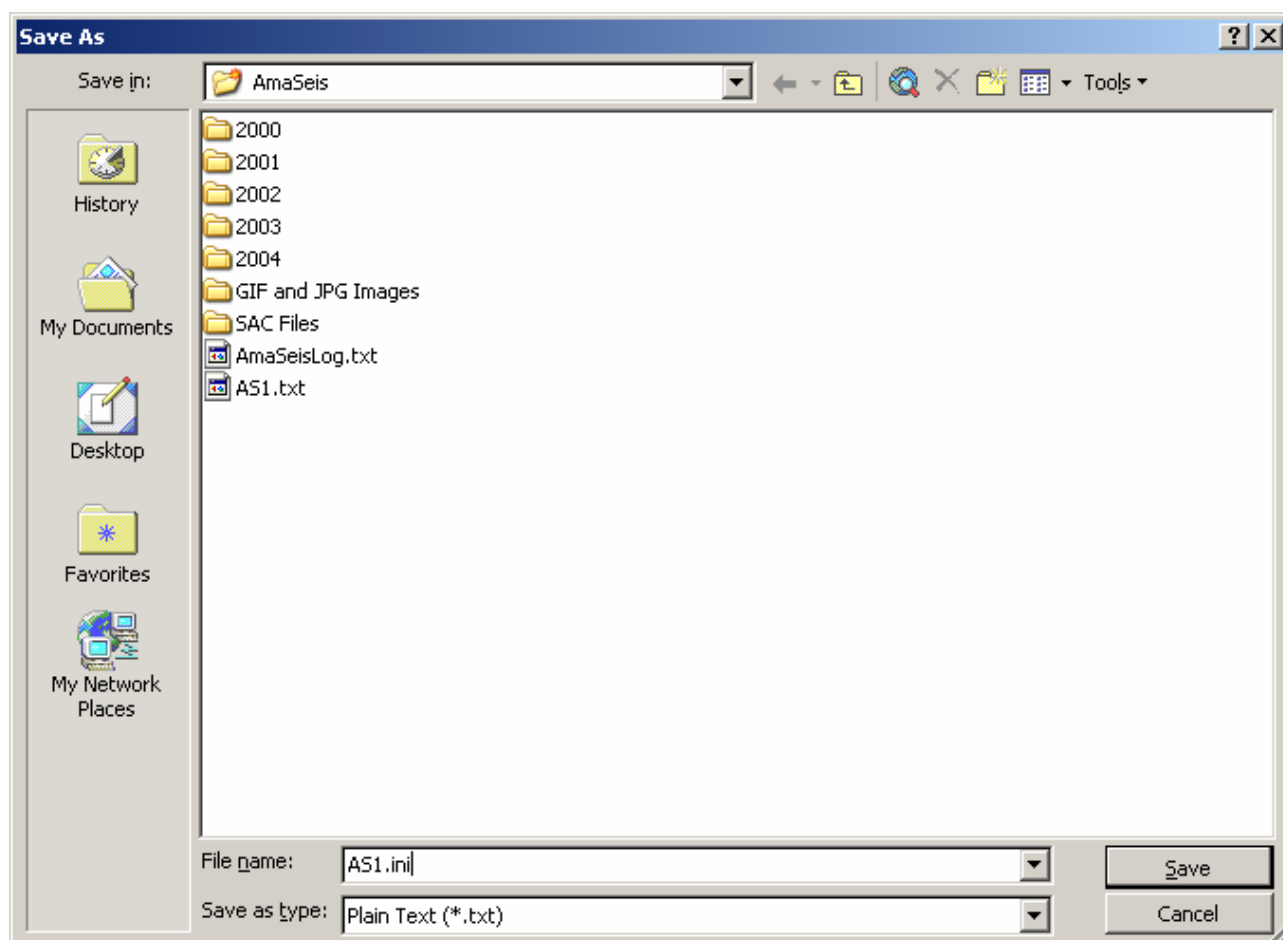 Save As
Save in:
AmaSeis
Tools
History
My Documents
Desktop
Favorites
My Network
Places
2000
2001
2002
2003
2004
GIF and JPG Images
SAC Files
AmaSeisLog.txt
AS1.txt
File name:
AS1.ini
Save
Save as type:
Plain Text (*.txt)
Cancel